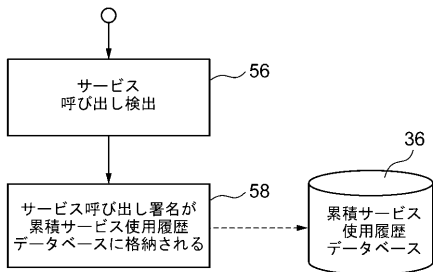 サービス
呼び出し検出
56
サービス呼び出し署名が
累積サービス使用履歴
データベースに格納される
58
36
累積サービス
使用履歴
データベース